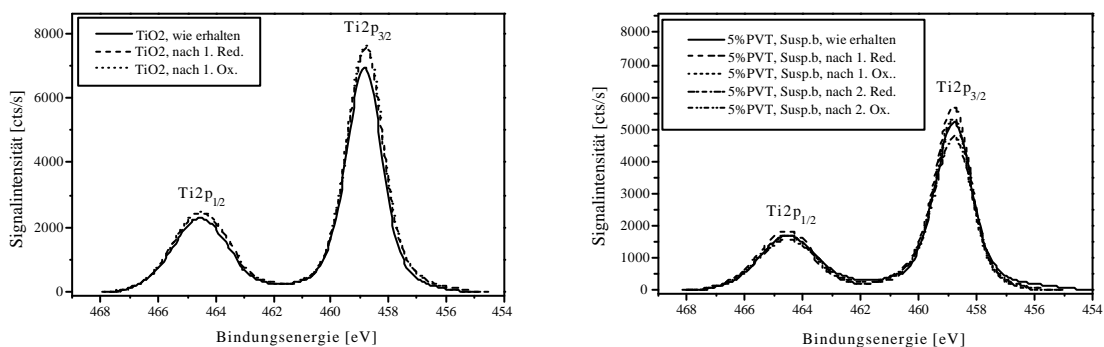 Ti2p3/2
TiO2, wie erhalten
TiO2, nach 1. Red.
TiO2, nach 1. Ox.
Ti2p1/2
Signalintensität [cts/s]
8000
6000
4000
2000
0
468 466 464 462 460 458 456 454
Bindungsenergie [eV]
5%PVT, Susp.b, wie erhalten
5%PVT, Susp.b, nach 1. Red.
5%PVT, Susp.b, nach 1. Ox..
5%PVT, Susp.b, nach 2. Red.
5%PVT, Susp.b, nach 2. Ox.
Ti2p3/2
Ti2p1/2
Signalintensität [cts/s]
8000
7000
6000
5000
4000
3000
2000
1000
0
468 466 464 462 460 458 456 454
Bindungsenergie [eV]